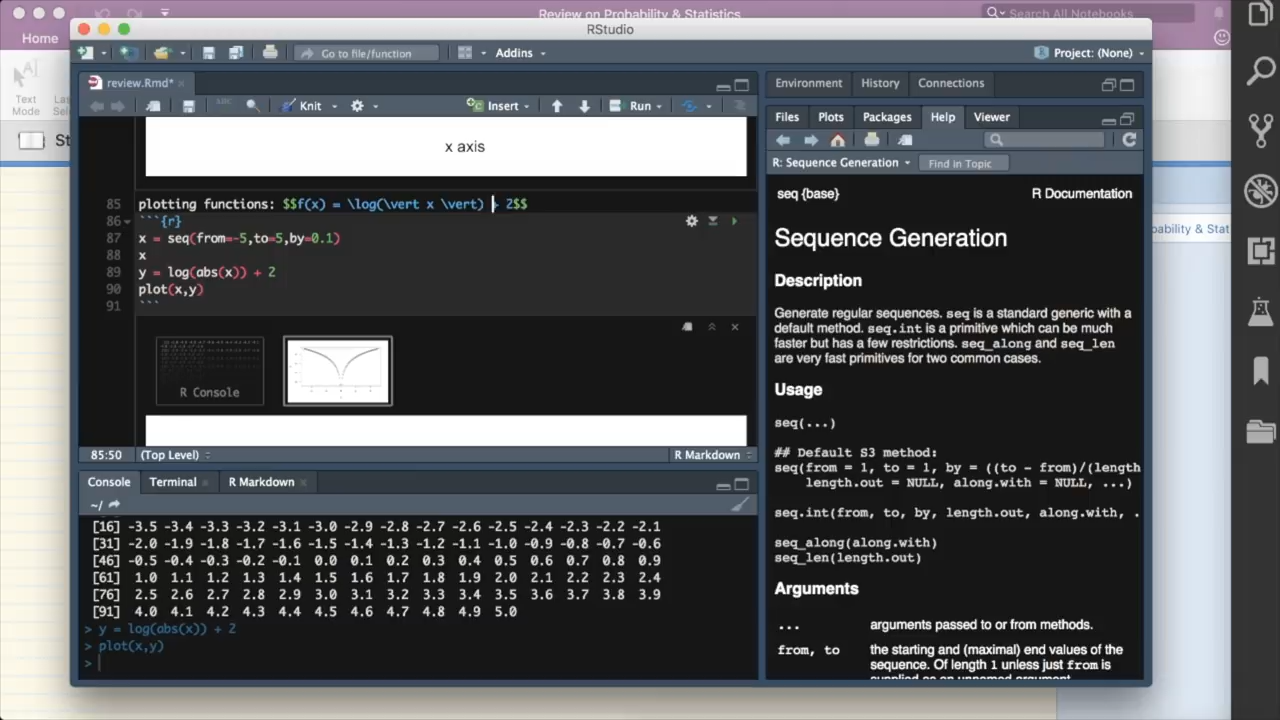 Review on Probability & Statistics
Search All Notebooks
Home
Text
Mode
RStudio
Go to file/function
Addins
Project: (None)
review.Rmd*
Environment
History
Connections
ABC
Knit
Insert
Run
Files
Plots
Packages
Help
Viewer
R: Sequence Generation
Find in Topic
x axis
85 plotting functions: $$f(x) = \log(\vert x \vert) + 2$$
86 ```{r}
87 x = seq(from=-5,to=5,by=0.1)
88 x
89 y = log(abs(x)) + 2
90 plot(x,y)
91 ```
R Console
85:50
(Top Level)
R Markdown
Console
Terminal
R Markdown
~/
[16] -3.5 -3.4 -3.3 -3.2 -3.1 -3.0 -2.9 -2.8 -2.7 -2.6 -2.5 -2.4 -2.3 -2.2 -2.1
[31] -2.0 -1.9 -1.8 -1.7 -1.6 -1.5 -1.4 -1.3 -1.2 -1.1 -1.0 -0.9 -0.8 -0.7 -0.6
[46] -0.5 -0.4 -0.3 -0.2 -0.1 0.0 0.1 0.2 0.3 0.4 0.5 0.6 0.7 0.8 0.9
[61] 1.0 1.1 1.2 1.3 1.4 1.5 1.6 1.7 1.8 1.9 2.0 2.1 2.2 2.3 2.4
[76] 2.5 2.6 2.7 2.8 2.9 3.0 3.1 3.2 3.3 3.4 3.5 3.6 3.7 3.8 3.9
[91] 4.0 4.1 4.2 4.3 4.4 4.5 4.6 4.7 4.8 4.9 5.0
> y = log(abs(x)) + 2
> plot(x,y)
>
seq {base}
R Documentation
Sequence Generation
Description
Generate regular sequences. seq is a standard generic with a
default method. seq.int is a primitive which can be much
faster but has a few restrictions. seq_along and seq_len
are very fast primitives for two common cases.
Usage
seq(...)
## Default S3 method:
seq(from = 1, to = 1, by = ((to - from)/(length
length.out = NULL, along.with = NULL, ...)
seq.int(from, to, by, length.out, along.with, .
seq_along(along.with)
seq_len(length.out)
Arguments
... arguments passed to or from methods.
from, to the starting and (maximal) end values of the
sequence. Of length 1 unless just from is
supplied as an unnamed argument.